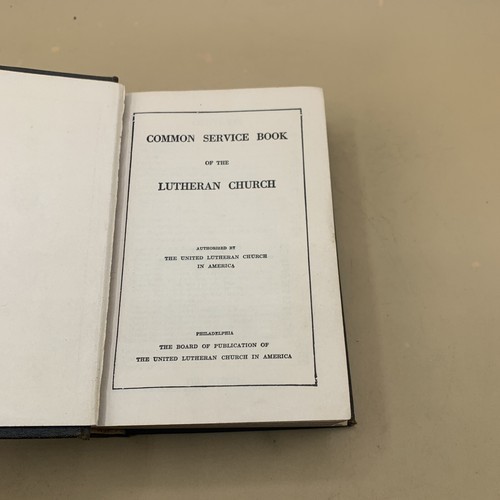 COMMON SERVICE BOOK
OF THE
LUTHERAN CHURCH
AUTHORIZED BY
THE UNITED LUTHERAN CHURCH
IN AMERICA
PHILADELPHIA
THE BOARD OF PUBLICATION OF
THE UNITED LUTHERAN CHURCH IN AMERICA